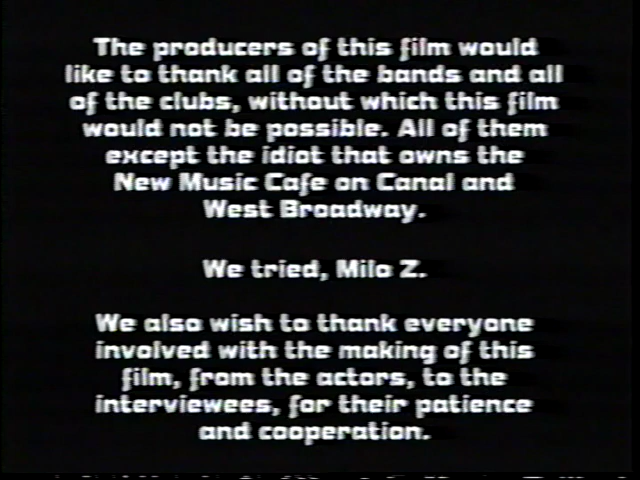 The producers of this film would
like to thank all of the bands and all
of the clubs, without which this film
would not be possible. All of them
except the idiot that owns the
New Music Cafe on Canal and
West Broadway.
We tried, Milo Z.
We also wish to thank everyone
involved with the making of this
film, from the actors, to the
interviewees, for their patience
and cooperation.